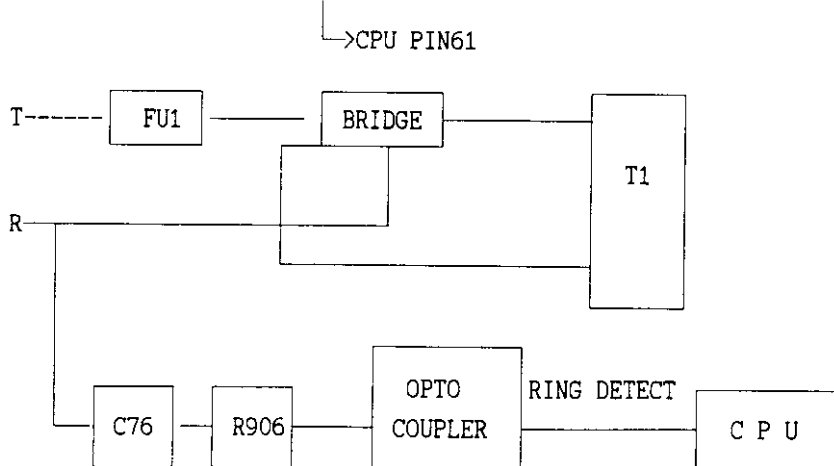 CPU PIN61
T FU1 BRIDGE
T1
R
OPTO RING DETECT
C76 R906 COUPLER C P U